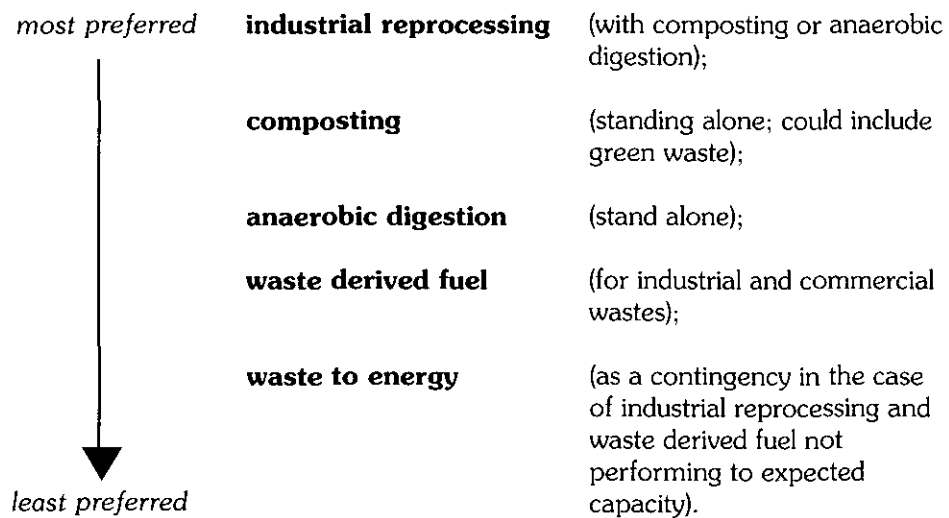 most preferred industrial reprocessing (with composting or anaerobic
digestion);
composting (standing alone; could include
green waste);
anaerobic digestion (stand alone);
waste derived fuel (for industrial and commercial
wastes);
waste to energy (as a contingency in the case
of industrial reprocessing and
waste derived fuel not
performing to expected
least preferred capacity).